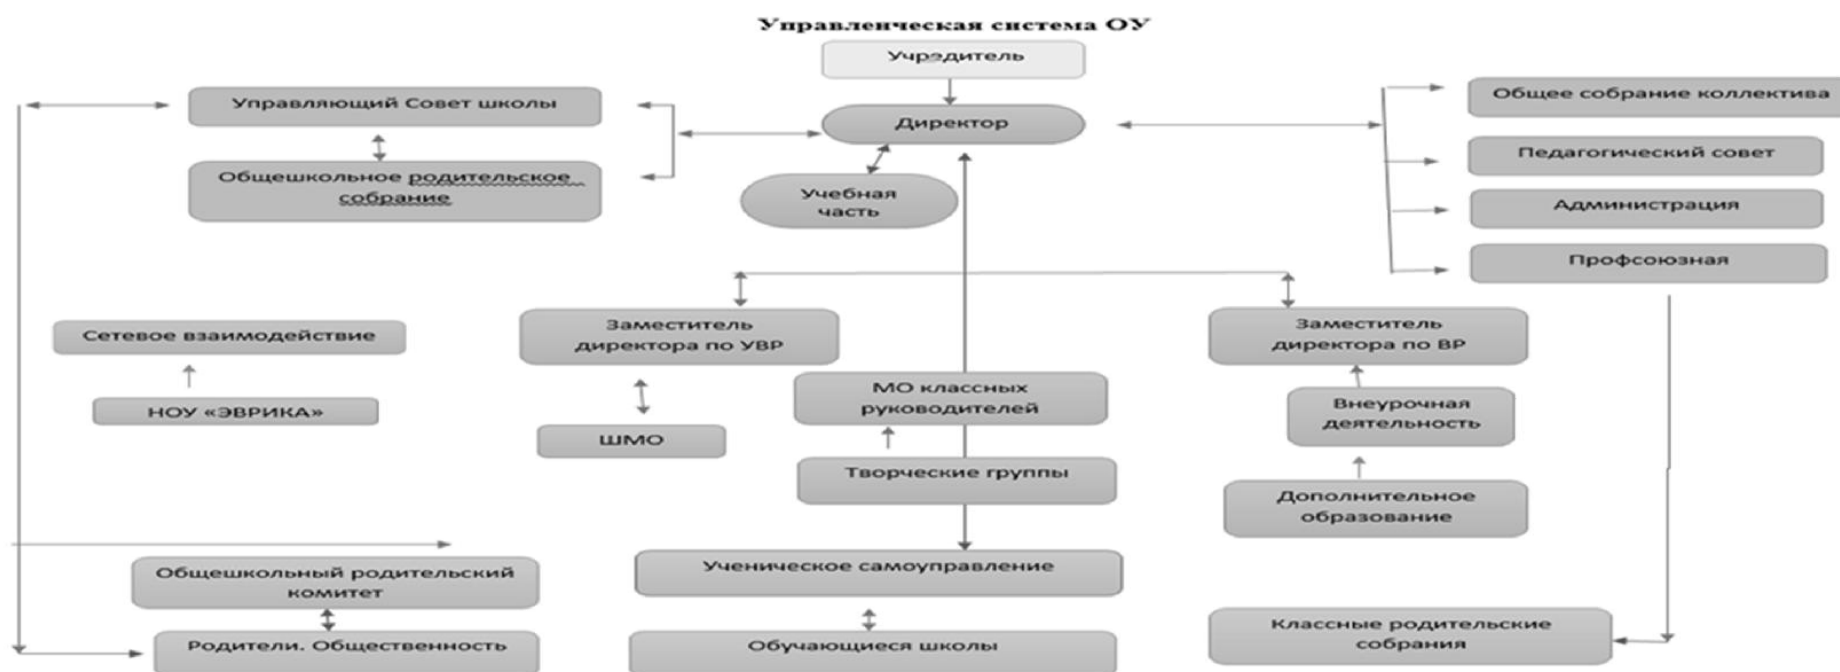 Управленческая система ОУ
Учредитель
Управляющий Совет школы
Директор
Общее собрание коллектива
Педагогический совет
Общешкольное родительское
собрание
Учебная
часть
Администрация
Профсоюзная
Сетевое взаимодействие
Заместитель
директора по УВР
Заместитель
директора по ВР
НОУ «ЭВРИКА»
ШМО
МО классных
руководителей
Внеурочная
деятельность
Творческие группы
Дополнительное
образование
Общешкольный родительский
комитет
Ученическое самоуправление
Родители. Общественность
Обучающиеся школы
Классные родительские
собрания